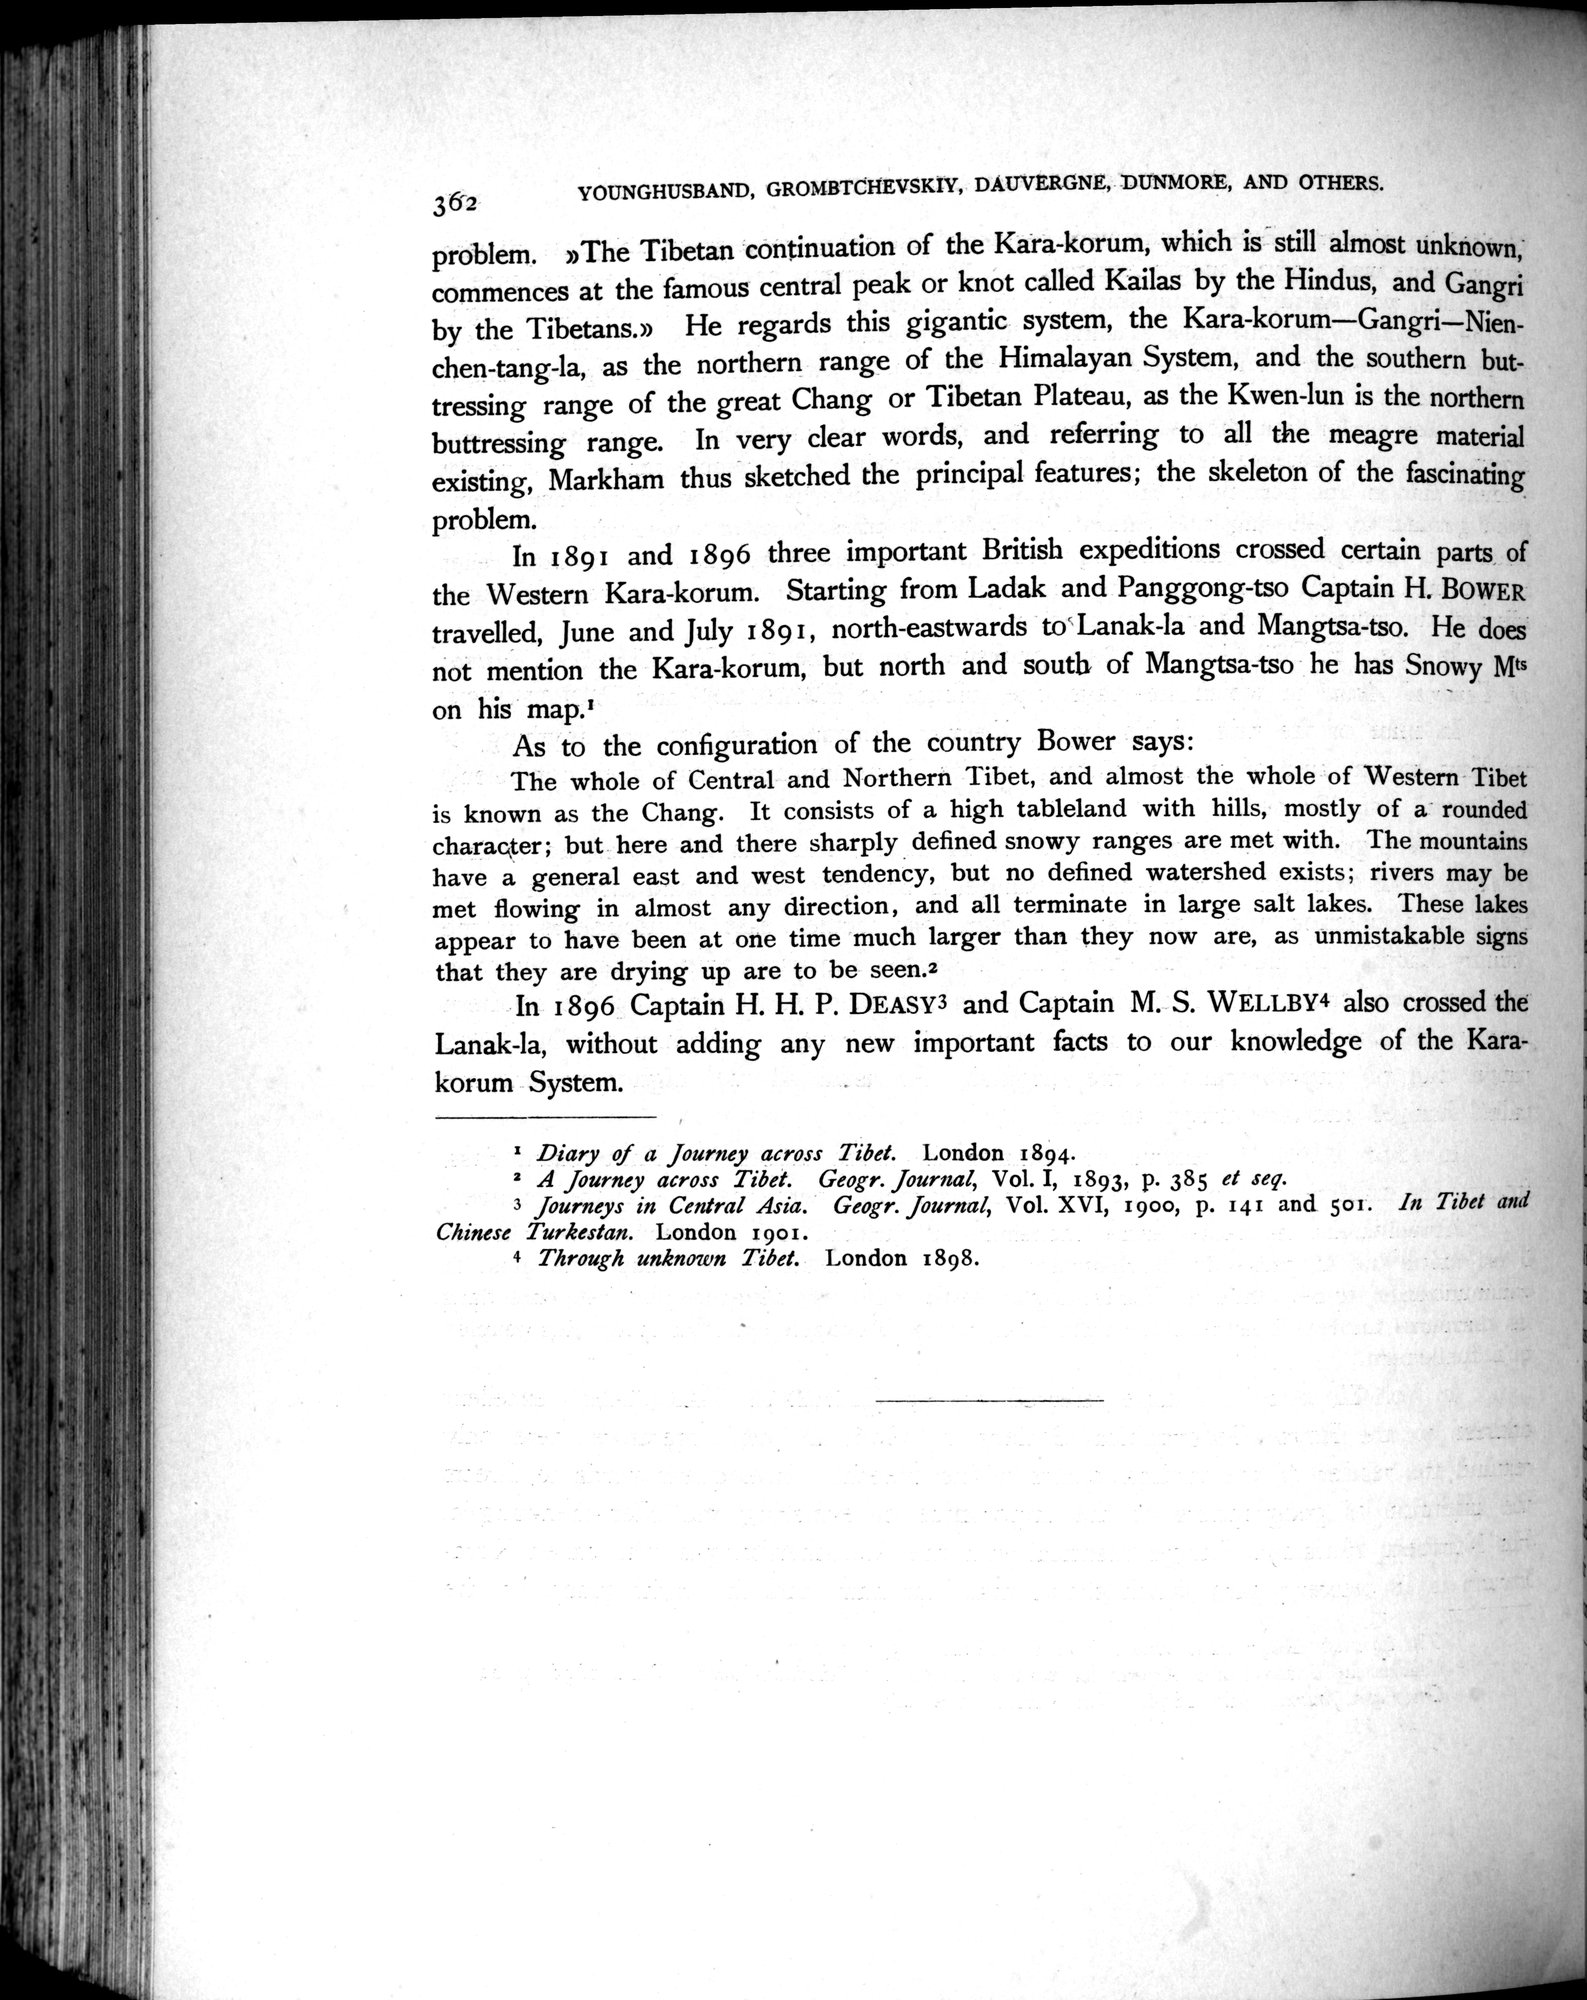 362 YOUNGHUSBAND, GROMBTCHEVSKIY, DAUVERGNE, DUNMORE, AND OTHERS.
problem. »The Tibetan continuation of the Kara-korum, which is still almost unknown,
commences at the famous central peak or knot called Kailas by the Hindus, and Gangri
by the Tibetans.» He regards this gigantic system, the Kara-korum—Gangri—Nien-
chen-tang-la, as the northern range of the Himalayan System, and the southern but-
tressing range of the great Chang or Tibetan Plateau, as the Kwen-lun is the northern
buttressing range. In very clear words, and referring to all the meagre material
existing, Markham thus sketched the principal features; the skeleton of the fascinating
problem.
In 1891 and 1896 three important British expeditions crossed certain parts of
the Western Kara-korum. Starting from Ladak and Panggong-tso Captain H. BOWER
travelled, June and July 1891, north-eastwards to Lanak-la and Mangtsa-tso. He does
not mention the Kara-korum, but north and south of Mangtsa-tso he has Snowy Mts
on his map.¹
As to the configuration of the country Bower says:
The whole of Central and Northern Tibet, and almost the whole of Western Tibet
is known as the Chang. It consists of a high tableland with hills, mostly of a rounded
character; but here and there sharply defined snowy ranges are met with. The mountains
have a general east and west tendency, but no defined watershed exists; rivers may be
met flowing in almost any direction, and all terminate in large salt lakes. These lakes
appear to have been at one time much larger than they now are, as unmistakable signs
that they are drying up are to be seen.²
In 1896 Captain H. H. P. DEASY³ and Captain M. S. WELLBY⁴ also crossed the
Lanak-la, without adding any new important facts to our knowledge of the Kara-
korum System.
¹ Diary of a Journey across Tibet. London 1894.
² A Journey across Tibet. Geogr. Journal, Vol. I, 1893, p. 385 et seq.
³ Journeys in Central Asia. Geogr. Journal, Vol. XVI, 1900, p. 141 and 501. In Tibet and
Chinese Turkestan. London 1901.
⁴ Through unknown Tibet. London 1898.